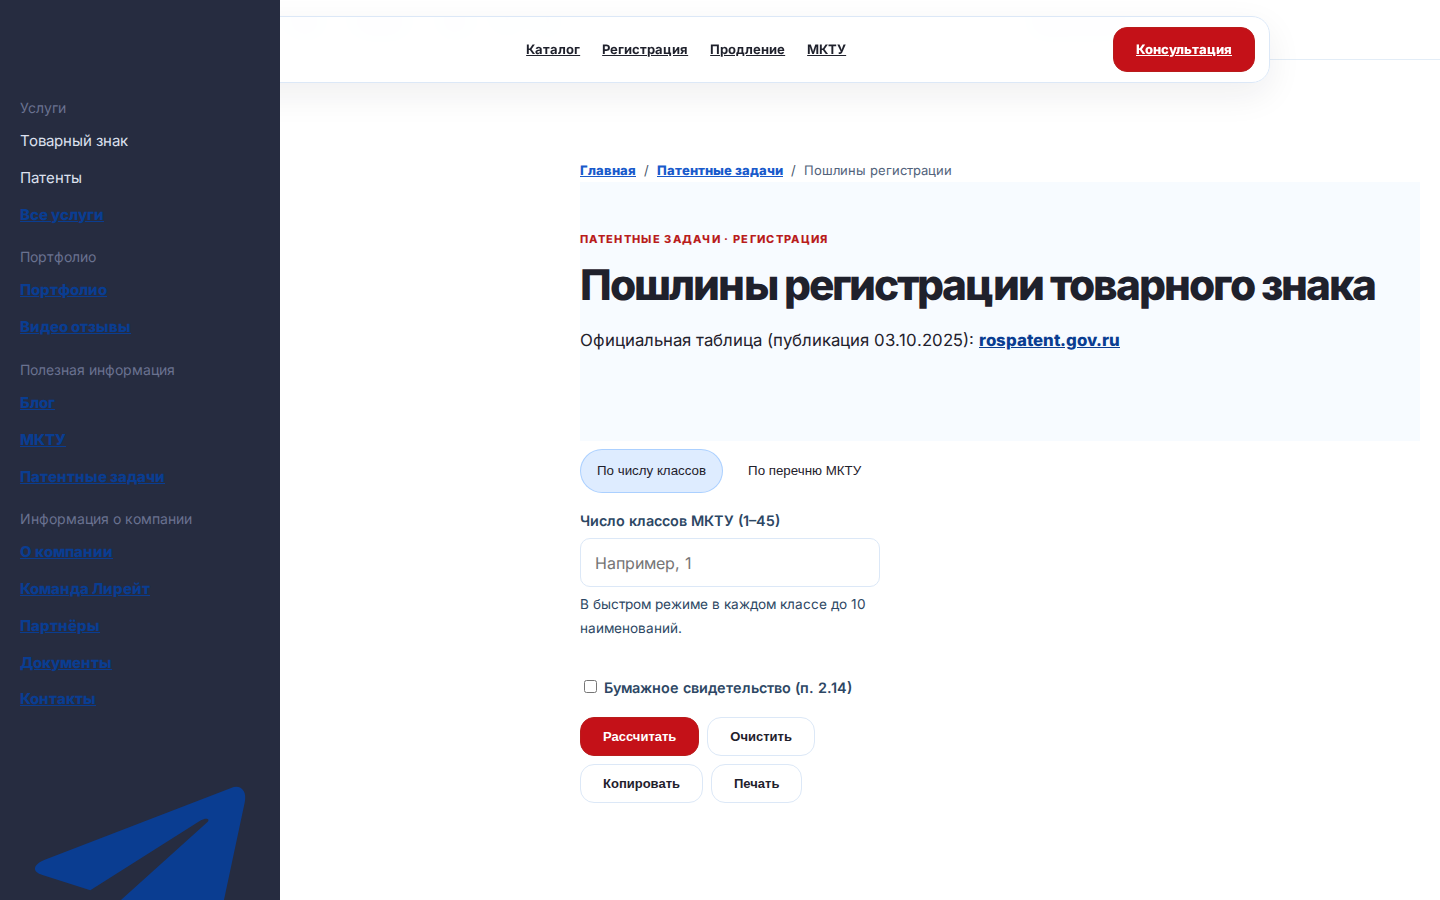 Каталог Регистрация Продление МКТУ Консультация
Услуги
Товарный знак
Патенты
Все услуги
Портфолио
Портфолио
Видео отзывы
Полезная информация
Блог
МКТУ
Патентные задачи
Информация о компании
О компании
Команда Лирейт
Партнёры
Документы
Контакты
Главная / Патентные задачи / Пошлины регистрации
ПАТЕНТНЫЕ ЗАДАЧИ · РЕГИСТРАЦИЯ
Пошлины регистрации товарного знака
Официальная таблица (публикация 03.10.2025): rospatent.gov.ru
По числу классов По перечню МКТУ
Число классов МКТУ (1–45)
Например, 1
В быстром режиме в каждом классе до 10
наименований.
Бумажное свидетельство (п. 2.14)
Рассчитать Очистить
Копировать Печать